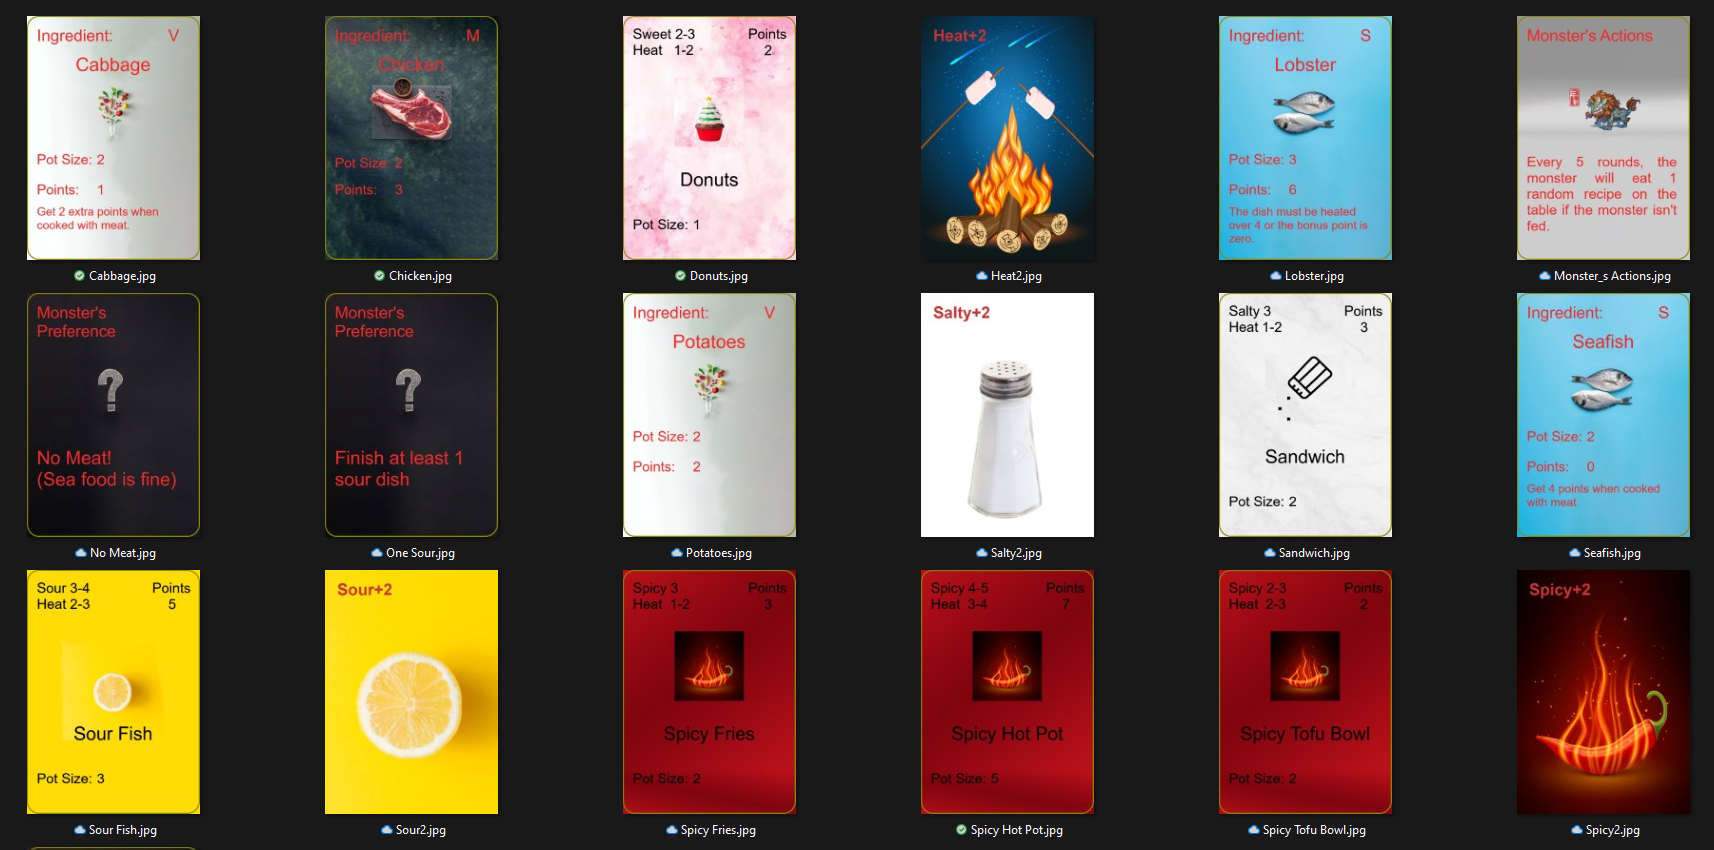 Ingredient: V
Cabbage
Pot Size: 2
Points: 1
Get 2 extra points when
cooked with meat.
Cabbage.jpg
Ingredient: M
Chicken
Pot Size: 2
Points: 3
Chicken.jpg
Sweet 2-3 Points
Heat 1-2 2
Donuts
Pot Size: 1
Donuts.jpg
Heat+2
Heat2.jpg
Ingredient: S
Lobster
Pot Size: 3
Points: 6
The dish must be heated
over 4 or the bonus point is
zero.
Lobster.jpg
Monster's Actions
Every 5 rounds, the
monster will eat 1
random recipe on the
table if the monster isn't
fed.
Monster_s Actions.jpg
Monster's
Preference
No Meat!
(Sea food is fine)
No Meat.jpg
Monster's
Preference
Finish at least 1
sour dish
One Sour.jpg
Ingredient: V
Potatoes
Pot Size: 2
Points: 2
Potatoes.jpg
Salty+2
Salty2.jpg
Salty 3 Points
Heat 1-2 3
Sandwich
Pot Size: 2
Sandwich.jpg
Ingredient: S
Seafish
Pot Size: 2
Points: 0
Get 4 points when cooked
with meat.
Seafish.jpg
Sour 3-4 Points
Heat 2-3 5
Sour Fish
Pot Size: 3
Sour Fish.jpg
Sour+2
Sour2.jpg
Spicy 3 Points
Heat 1-2 3
Spicy Fries
Pot Size: 2
Spicy Fries.jpg
Spicy 4-5 Points
Heat 3-4 7
Spicy Hot Pot
Pot Size: 5
Spicy Hot Pot.jpg
Spicy 2-3 Points
Heat 2-3 2
Spicy Tofu Bowl
Pot Size: 2
Spicy Tofu Bowl.jpg
Spicy+2
Spicy2.jpg